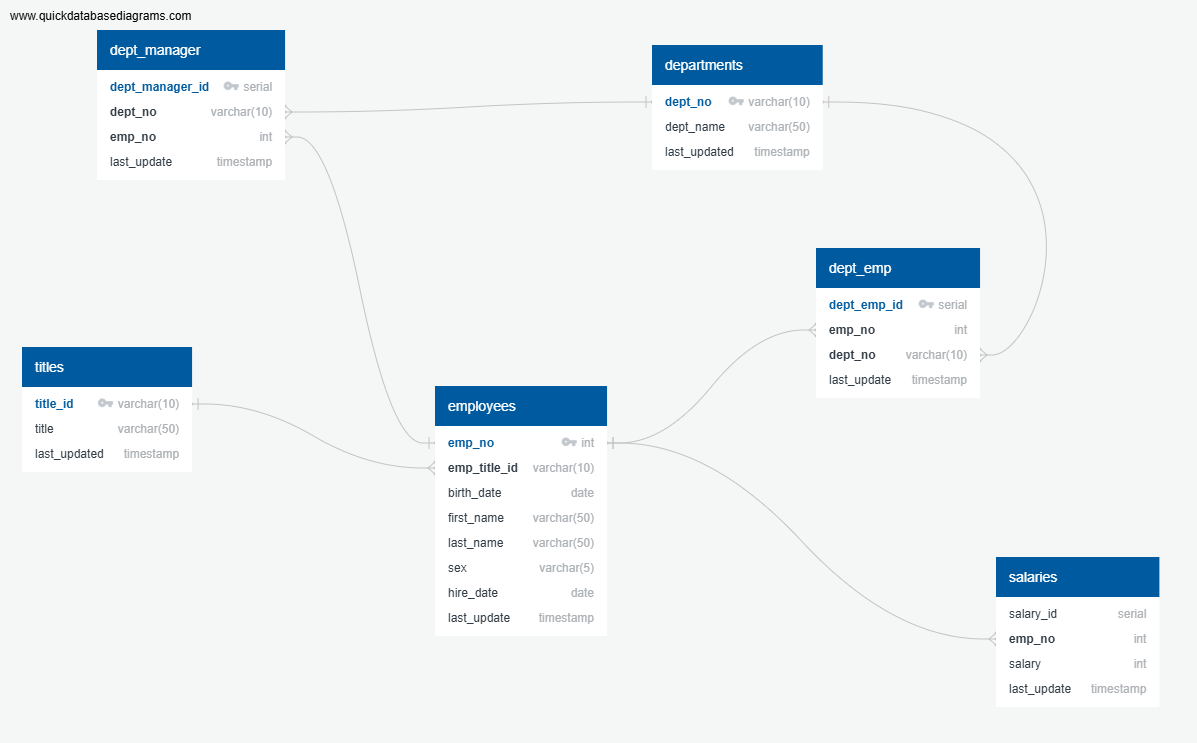 www.quickdatabasediagrams.com
dept_manager
dept_manager_id serial
dept_no varchar(10)
emp_no int
last_update timestamp
departments
dept_no varchar(10)
dept_name varchar(50)
last_updated timestamp
dept_emp
dept_emp_id serial
emp_no int
dept_no varchar(10)
last_update timestamp
titles
title_id varchar(10)
title varchar(50)
last_updated timestamp
employees
emp_no int
emp_title_id varchar(10)
birth_date date
first_name varchar(50)
last_name varchar(50)
sex varchar(5)
hire_date date
last_update timestamp
salaries
salary_id serial
emp_no int
salary int
last_update timestamp